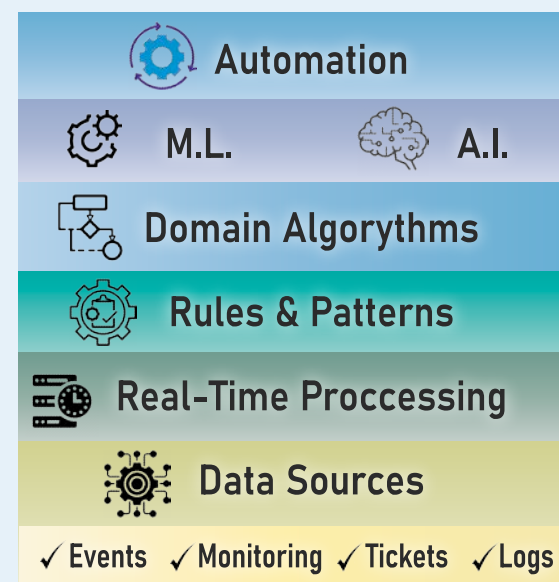 Automation
M.L. A.I.
Domain Algorythms
Rules & Patterns
Real-Time Proccessing
Data Sources
✓ Events ✓ Monitoring ✓ Tickets ✓ Logs